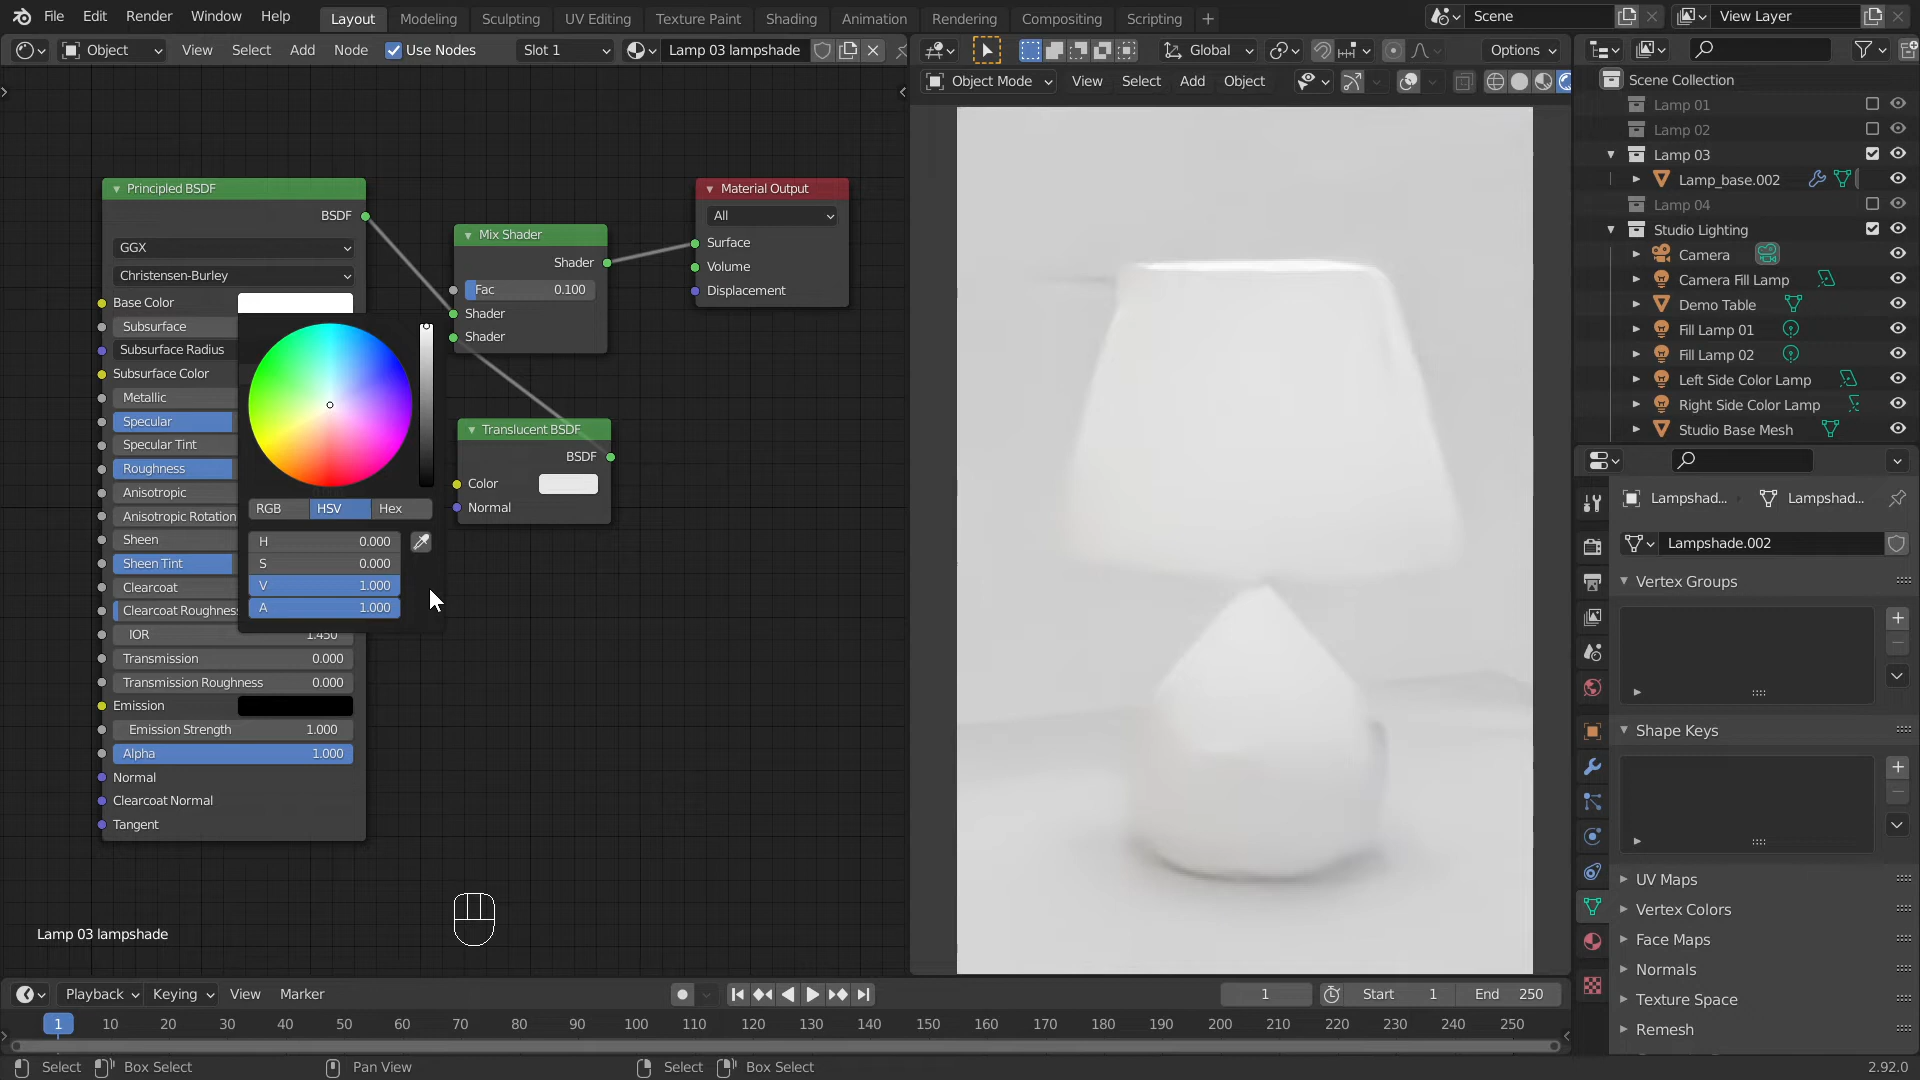 File Edit Render Window Help Layout Modeling Sculpting UV Editing Texture Paint Shading Animation Rendering Compositing Scripting + Scene View Layer
Object View Select Add Node Use Nodes Slot 1 Lamp 03 lampshade Global Options
Object Mode View Select Add Object
Principled BSDF
BSDF
GGX
Christensen-Burley
Base Color
Subsurface
Subsurface Radius
Subsurface Color
Metallic
Specular
Specular Tint
Roughness
Anisotropic
Anisotropic Rotation
Sheen
Sheen Tint
Clearcoat
Clearcoat Roughness
IOR 1.450
Transmission 0.000
Transmission Roughness 0.000
Emission
Emission Strength 1.000
Alpha 1.000
Normal
Clearcoat Normal
Tangent
RGB HSV Hex
H 0.000
S 0.000
V 1.000
A 1.000
Mix Shader
Shader
Fac 0.100
Shader
Shader
Translucent BSDF
BSDF
Color
Normal
Material Output
All
Surface
Volume
Displacement
Lamp 03 lampshade
Scene Collection
Lamp 01
Lamp 02
Lamp 03
Lamp_base.002
Lamp 04
Studio Lighting
Camera
Camera Fill Lamp
Demo Table
Fill Lamp 01
Fill Lamp 02
Left Side Color Lamp
Right Side Color Lamp
Studio Base Mesh
Lampshad... Lampshad...
Lampshade.002
Vertex Groups
Shape Keys
UV Maps
Vertex Colors
Face Maps
Normals
Texture Space
Remesh
Playback Keying View Marker 1 Start 1 End 250
1 10 20 30 40 50 60 70 80 90 100 110 120 130 140 150 160 170 180 190 200 210 220 230 240 250
Select Box Select Pan View Select Box Select 2.92.0